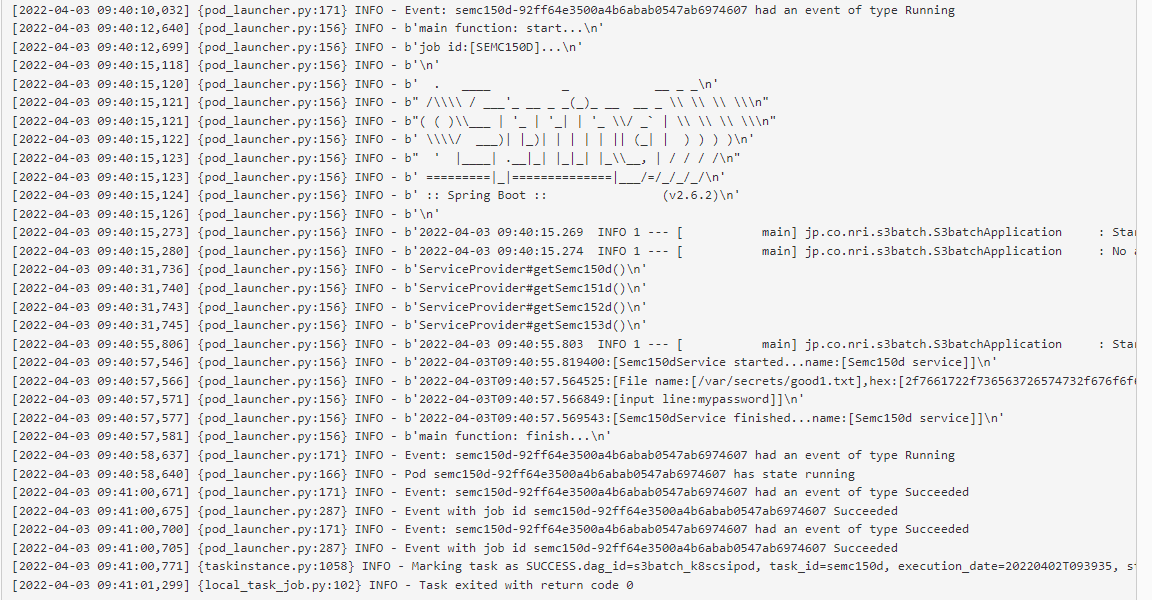 [2022-04-03 09:40:10,032] {pod_launcher.py:171} INFO - Event: semc150d-92ff64e3500a4b6abab0547ab6974607 had an event of type Running
[2022-04-03 09:40:12,640] {pod_launcher.py:156} INFO - b'main function: start...\n'
[2022-04-03 09:40:12,699] {pod_launcher.py:156} INFO - b'job id:[SEMC150D]...\n'
[2022-04-03 09:40:15,118] {pod_launcher.py:156} INFO - b'\n'
[2022-04-03 09:40:15,120] {pod_launcher.py:156} INFO - b'  .   ____          _            __ _ _\n'
[2022-04-03 09:40:15,121] {pod_launcher.py:156} INFO - b" /\\\\ / ___'_ __ _ _(_)_ __  __ _ \\ \\ \\ \\\n"
[2022-04-03 09:40:15,121] {pod_launcher.py:156} INFO - b"( ( )\\___ | '_ | '_| | '_ \\/ _` | \\ \\ \\ \\\n"
[2022-04-03 09:40:15,122] {pod_launcher.py:156} INFO - b' \\\\/  ___)| |_)| | | | | || (_| |  ) ) ) )\n'
[2022-04-03 09:40:15,123] {pod_launcher.py:156} INFO - b"  '  |____| .__|_| |_|_| |_\\__, | / / / /\n"
[2022-04-03 09:40:15,123] {pod_launcher.py:156} INFO - b' =========|_|==============|___/=/_/_/_/\n'
[2022-04-03 09:40:15,124] {pod_launcher.py:156} INFO - b' :: Spring Boot ::                (v2.6.2)\n'
[2022-04-03 09:40:15,126] {pod_launcher.py:156} INFO - b'\n'
[2022-04-03 09:40:15,273] {pod_launcher.py:156} INFO - b'2022-04-03 09:40:15.269  INFO 1 --- [           main] jp.co.nri.s3batch.S3batchApplication     : Star
[2022-04-03 09:40:15,280] {pod_launcher.py:156} INFO - b'2022-04-03 09:40:15.274  INFO 1 --- [           main] jp.co.nri.s3batch.S3batchApplication     : No a
[2022-04-03 09:40:31,736] {pod_launcher.py:156} INFO - b'ServiceProvider#getSemc150d()\n'
[2022-04-03 09:40:31,740] {pod_launcher.py:156} INFO - b'ServiceProvider#getSemc151d()\n'
[2022-04-03 09:40:31,743] {pod_launcher.py:156} INFO - b'ServiceProvider#getSemc152d()\n'
[2022-04-03 09:40:31,745] {pod_launcher.py:156} INFO - b'ServiceProvider#getSemc153d()\n'
[2022-04-03 09:40:55,806] {pod_launcher.py:156} INFO - b'2022-04-03 09:40:55.803  INFO 1 --- [           main] jp.co.nri.s3batch.S3batchApplication     : Star
[2022-04-03 09:40:57,546] {pod_launcher.py:156} INFO - b'2022-04-03T09:40:55.819400:[Semc150dService started...name:[Semc150d service]]\n'
[2022-04-03 09:40:57,566] {pod_launcher.py:156} INFO - b'2022-04-03T09:40:57.564525:[File name:[/var/secrets/good1.txt],hex:[2f7661722f736563726574732f676f6f6
[2022-04-03 09:40:57,571] {pod_launcher.py:156} INFO - b'2022-04-03T09:40:57.566849:[input line:mypassword]]\n'
[2022-04-03 09:40:57,577] {pod_launcher.py:156} INFO - b'2022-04-03T09:40:57.569543:[Semc150dService finished...name:[Semc150d service]]\n'
[2022-04-03 09:40:57,581] {pod_launcher.py:156} INFO - b'main function: finish...\n'
[2022-04-03 09:40:58,637] {pod_launcher.py:171} INFO - Event: semc150d-92ff64e3500a4b6abab0547ab6974607 had an event of type Running
[2022-04-03 09:40:58,640] {pod_launcher.py:166} INFO - Pod semc150d-92ff64e3500a4b6abab0547ab6974607 has state running
[2022-04-03 09:41:00,671] {pod_launcher.py:171} INFO - Event: semc150d-92ff64e3500a4b6abab0547ab6974607 had an event of type Succeeded
[2022-04-03 09:41:00,675] {pod_launcher.py:287} INFO - Event with job id semc150d-92ff64e3500a4b6abab0547ab6974607 Succeeded
[2022-04-03 09:41:00,700] {pod_launcher.py:171} INFO - Event: semc150d-92ff64e3500a4b6abab0547ab6974607 had an event of type Succeeded
[2022-04-03 09:41:00,705] {pod_launcher.py:287} INFO - Event with job id semc150d-92ff64e3500a4b6abab0547ab6974607 Succeeded
[2022-04-03 09:41:00,771] {taskinstance.py:1058} INFO - Marking task as SUCCESS.dag_id=s3batch_k8scsipod, task_id=semc150d, execution_date=20220402T093935, st
[2022-04-03 09:41:01,299] {local_task_job.py:102} INFO - Task exited with return code 0